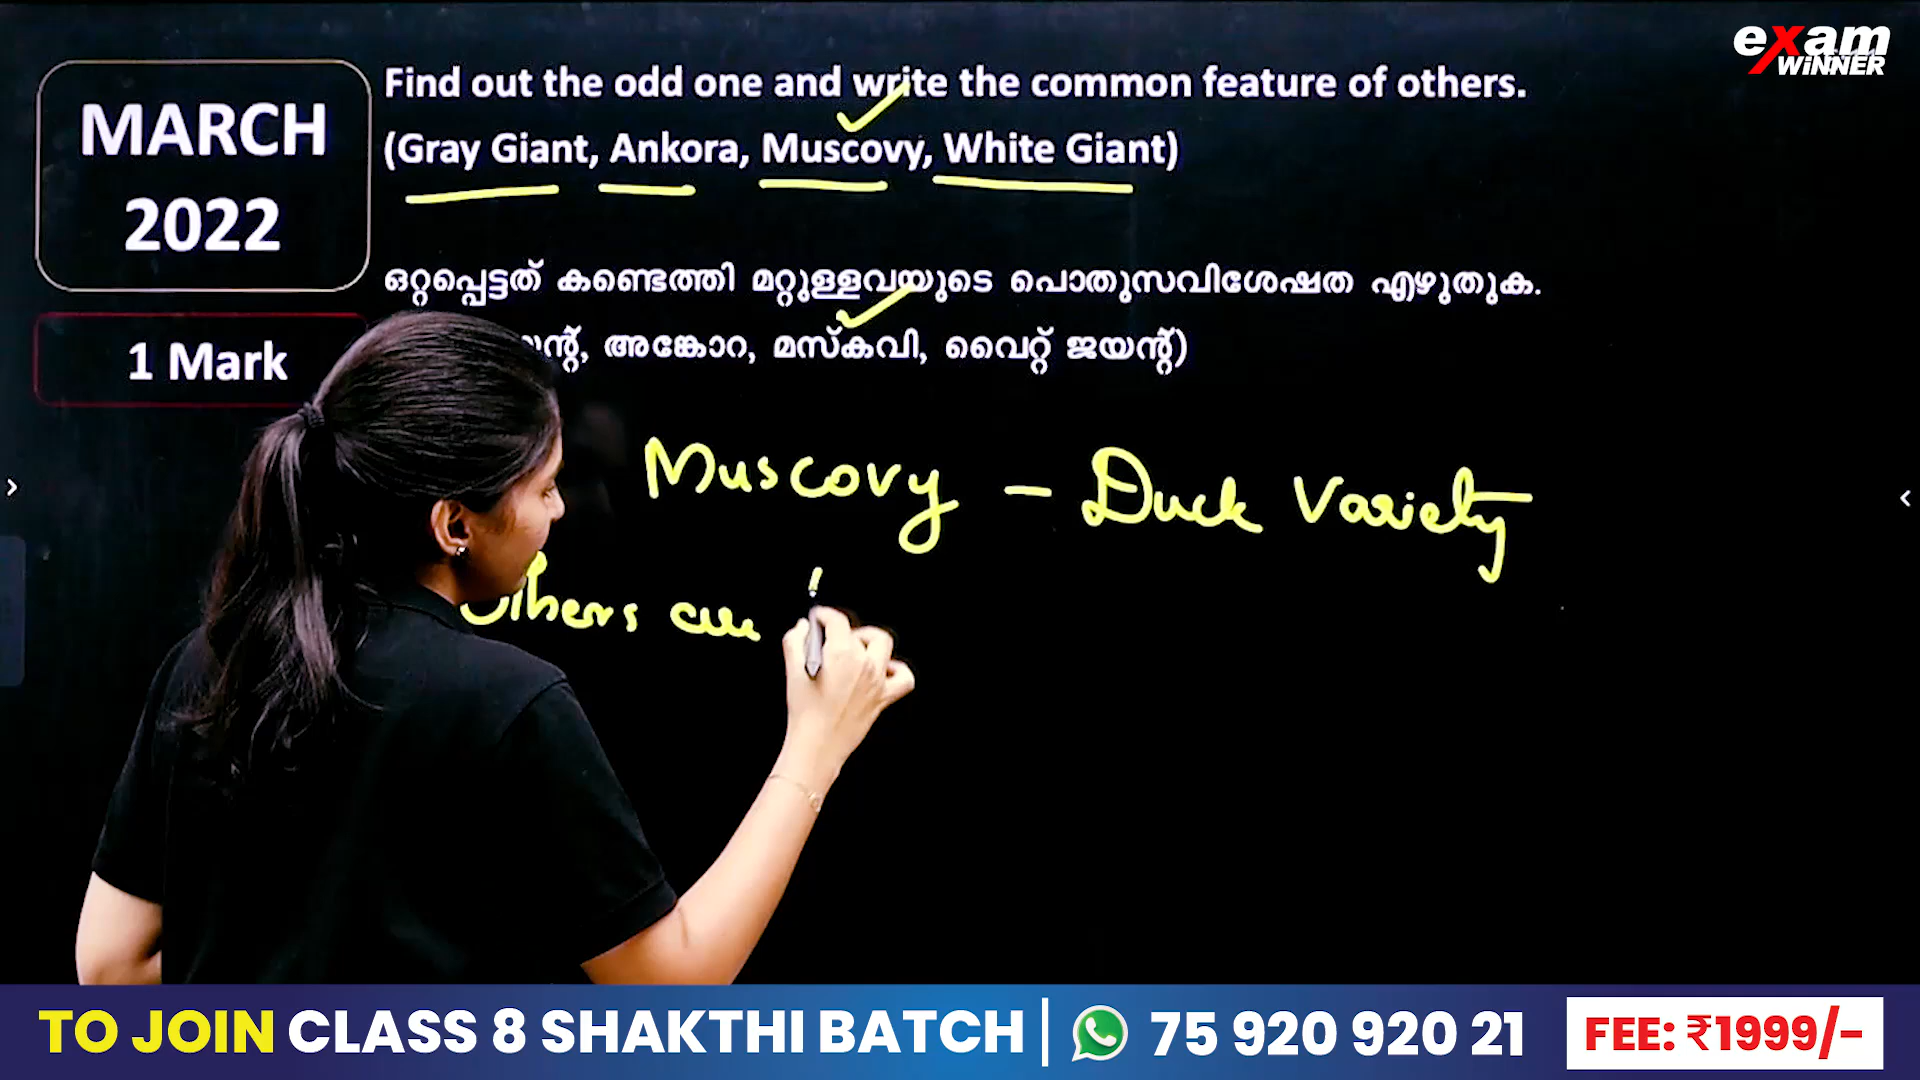 exam
WiNNER
MARCH
2022
1 Mark
Find out the odd one and write the common feature of others.
(Gray Giant, Ankora, Muscovy, White Giant)
ഒറ്റപ്പെട്ടത് കണ്ടെത്തി മറ്റുള്ളവയുടെ പൊതുസവിശേഷത എഴുതുക.
അങ്കോറ, മസ്കവി, വൈറ്റ് ജയന്റ്)
Muscovy - Duck Variety
Others are
TO JOIN CLASS 8 SHAKTHI BATCH | 75 920 920 21 FEE: ₹1999/-